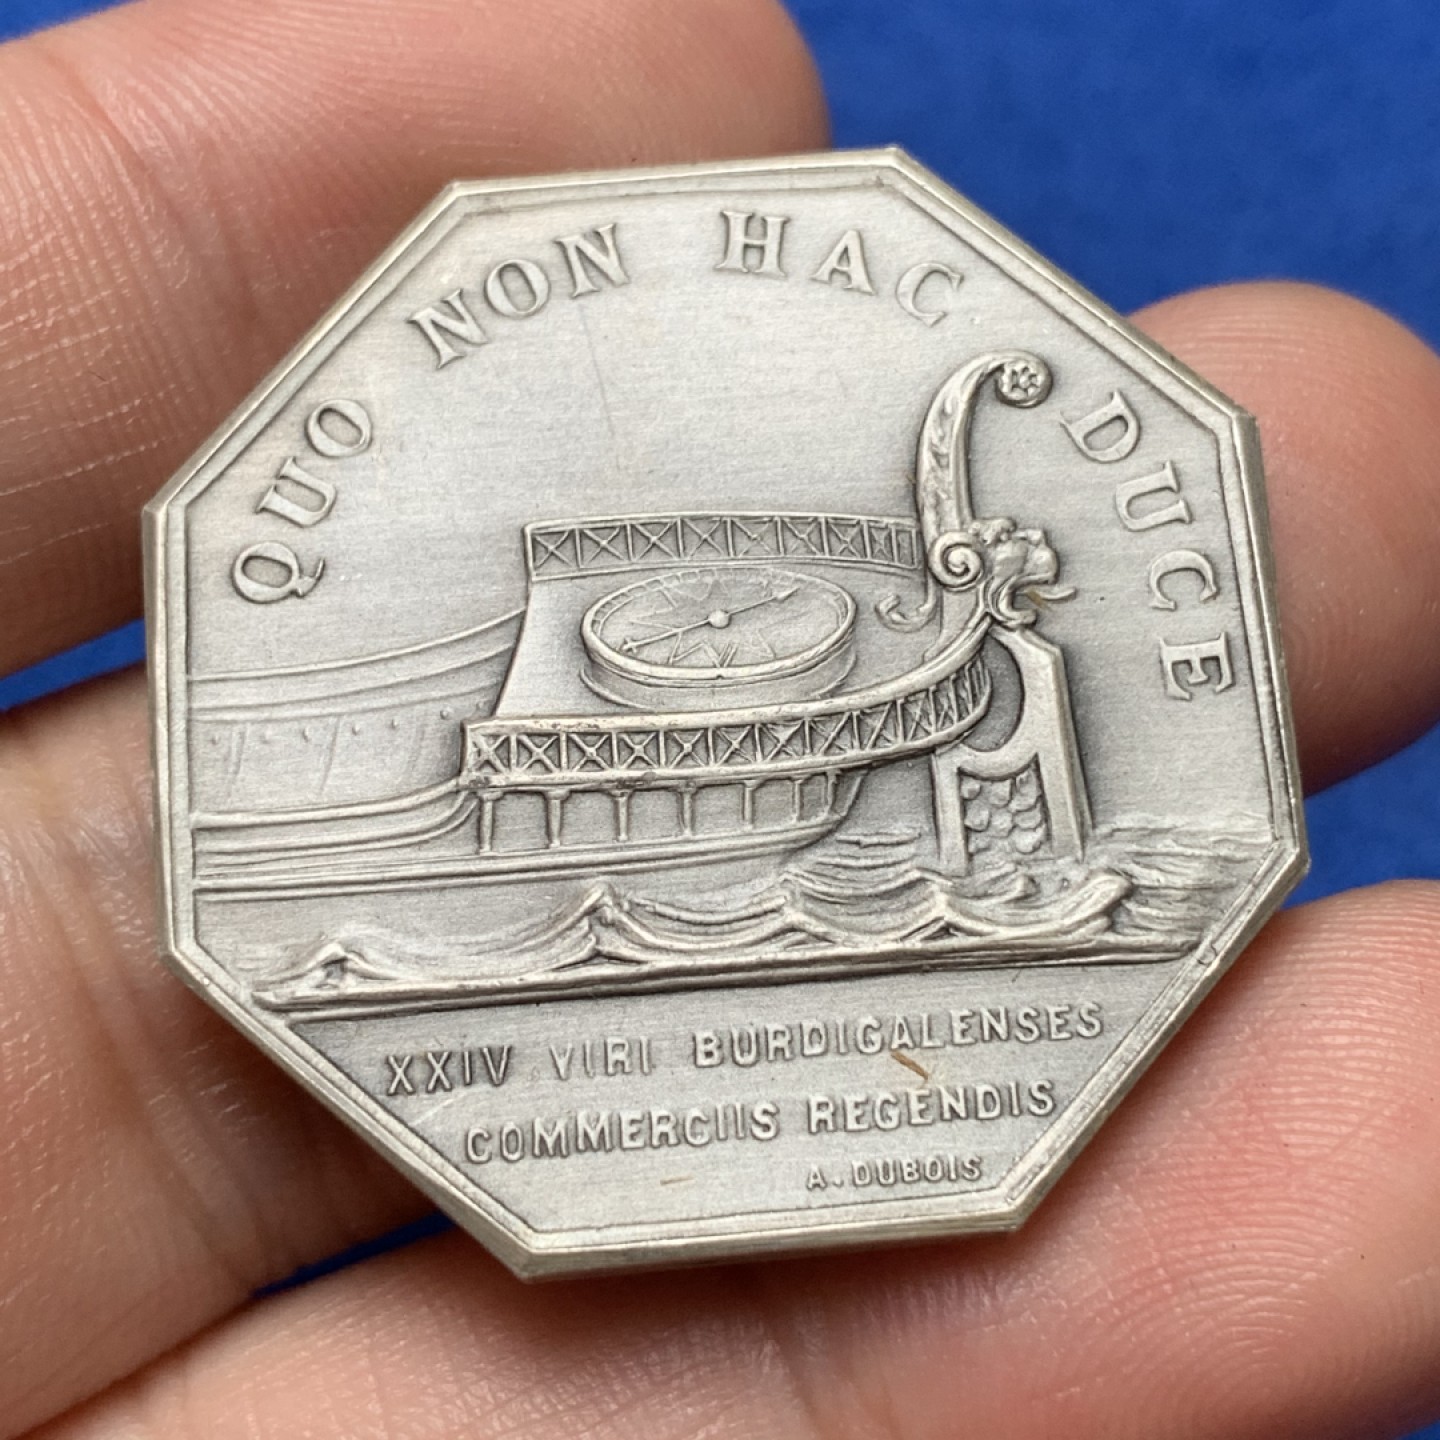 QUO NON HAC DUCE
XXIV VIRI BURDIGALENSES
COMMERCIIS REGENDIS
A. DUBOIS